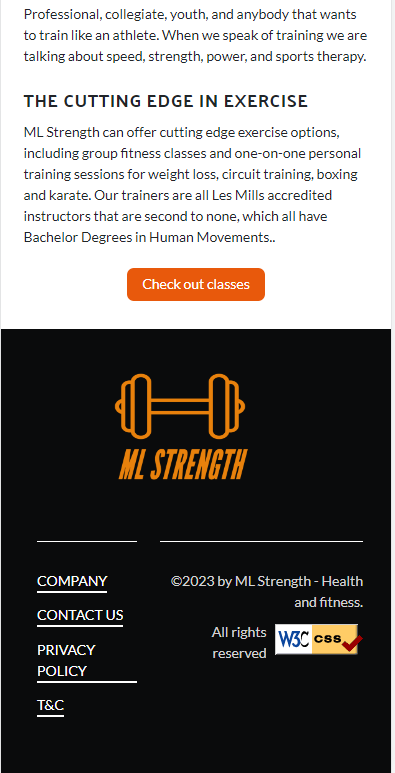 Professional, collegiate, youth, and anybody that wants
to train like an athlete. When we speak of training we are
talking about speed, strength, power, and sports therapy.
THE CUTTING EDGE IN EXERCISE
ML Strength can offer cutting edge exercise options,
including group fitness classes and one-on-one personal
training sessions for weight loss, circuit training, boxing
and karate. Our trainers are all Les Mills accredited
instructors that are second to none, which all have
Bachelor Degrees in Human Movements..
Check out classes
ML STRENGTH
COMPANY
CONTACT US
PRIVACY
POLICY
T&C
©2023 by ML Strength - Health
and fitness.
All rights
reserved
W3C css